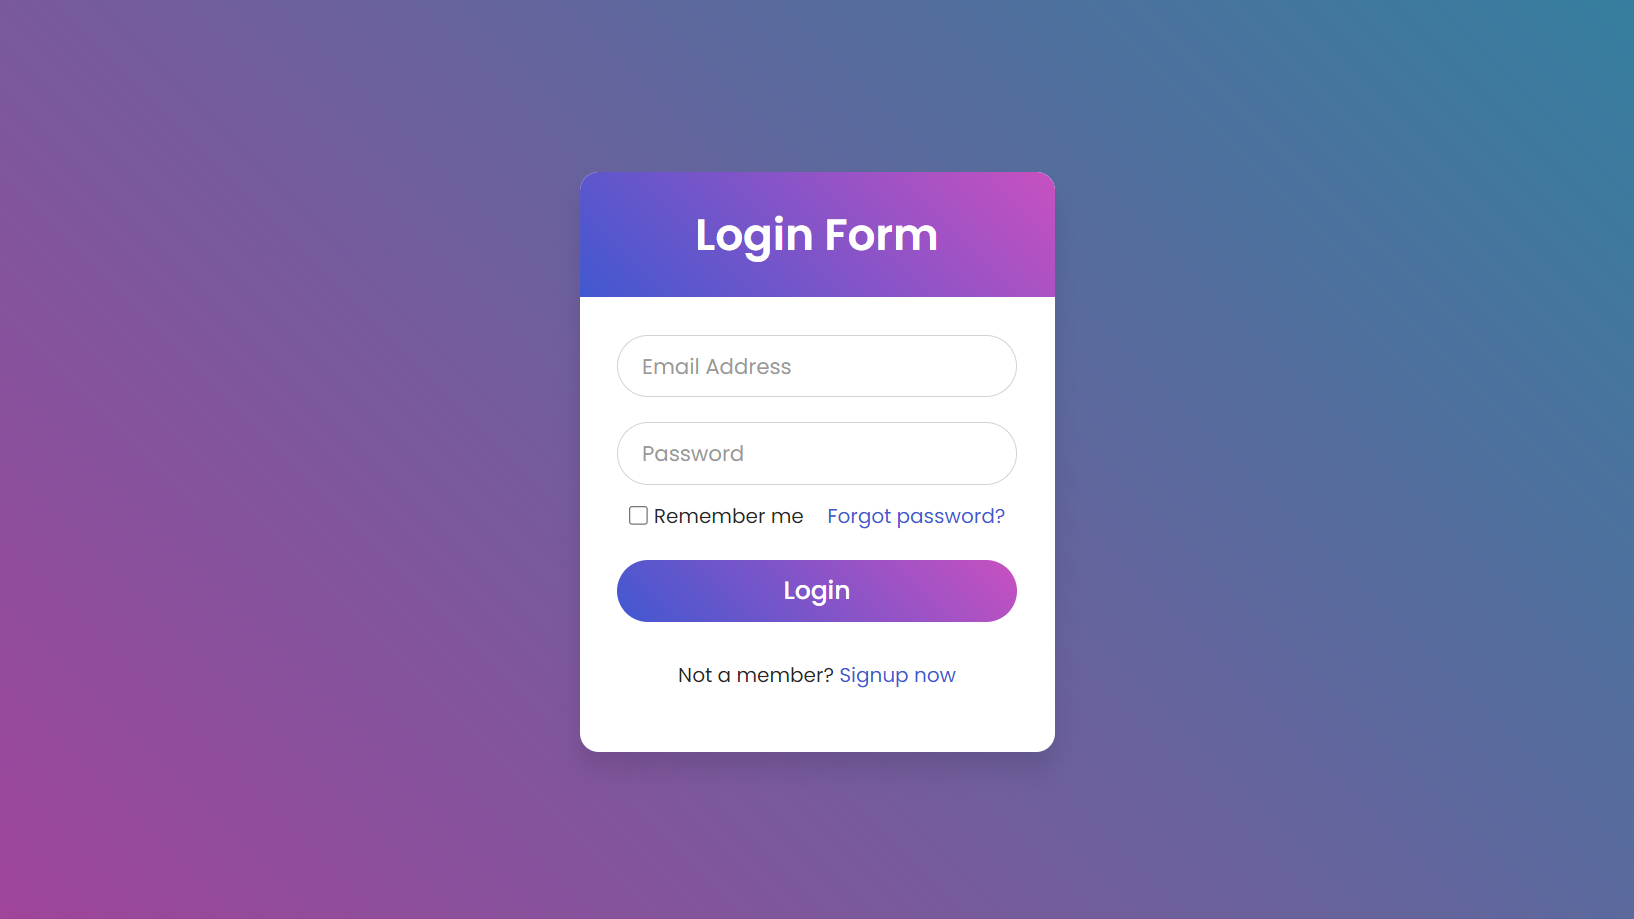 Login Form
Email Address
Password
Remember me Forgot password?
Login
Not a member? Signup now